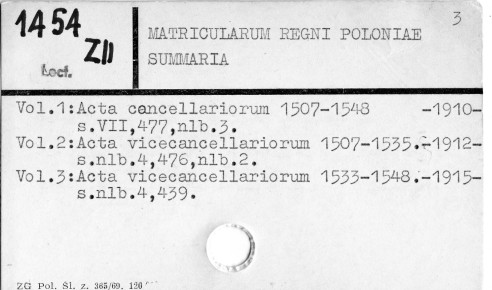 3
1454 ZII
Lect.
MATRICULARUM REGNI POLONIAE
SUMMARIA
Vol.1:Acta cancellariorum 1507-1548 -1910-
s.VII,477,nlb.3.
Vol.2:Acta vicecancellariorum 1507-1535.-1912-
s.nlb.4,476,nlb.2.
Vol.3:Acta vicecancellariorum 1533-1548.-1915-
s.nlb.4,439.
ZG Pol. Śl. z. 365/69. 120